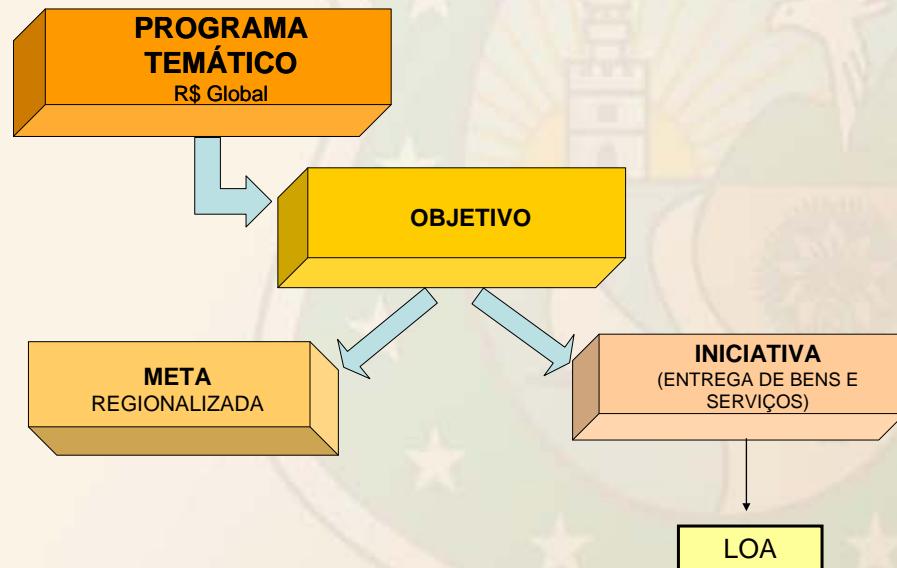 PROGRAMA
TEMÁTICO
R$ Global
OBJETIVO
META
REGIONALIZADA
INICIATIVA
(ENTREGA DE BENS E
SERVIÇOS)
LOA